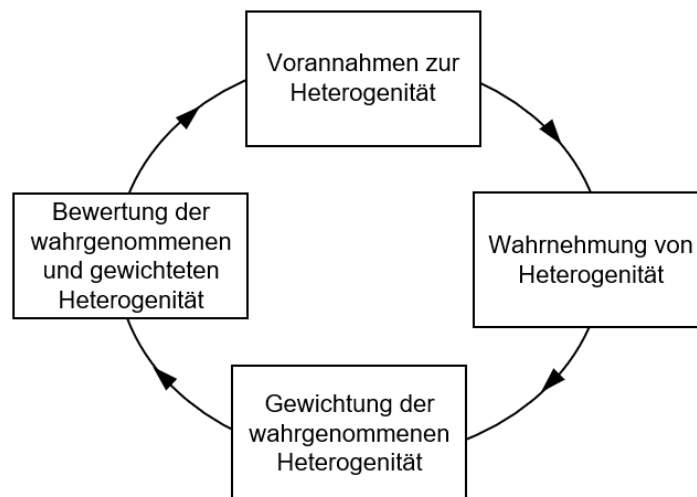 Vorannahmen zur
Heterogenität
Wahrnehmung von
Heterogenität
Gewichtung der
wahrgenommenen
Heterogenität
Bewertung der
wahrgenommenen
und gewichteten
Heterogenität